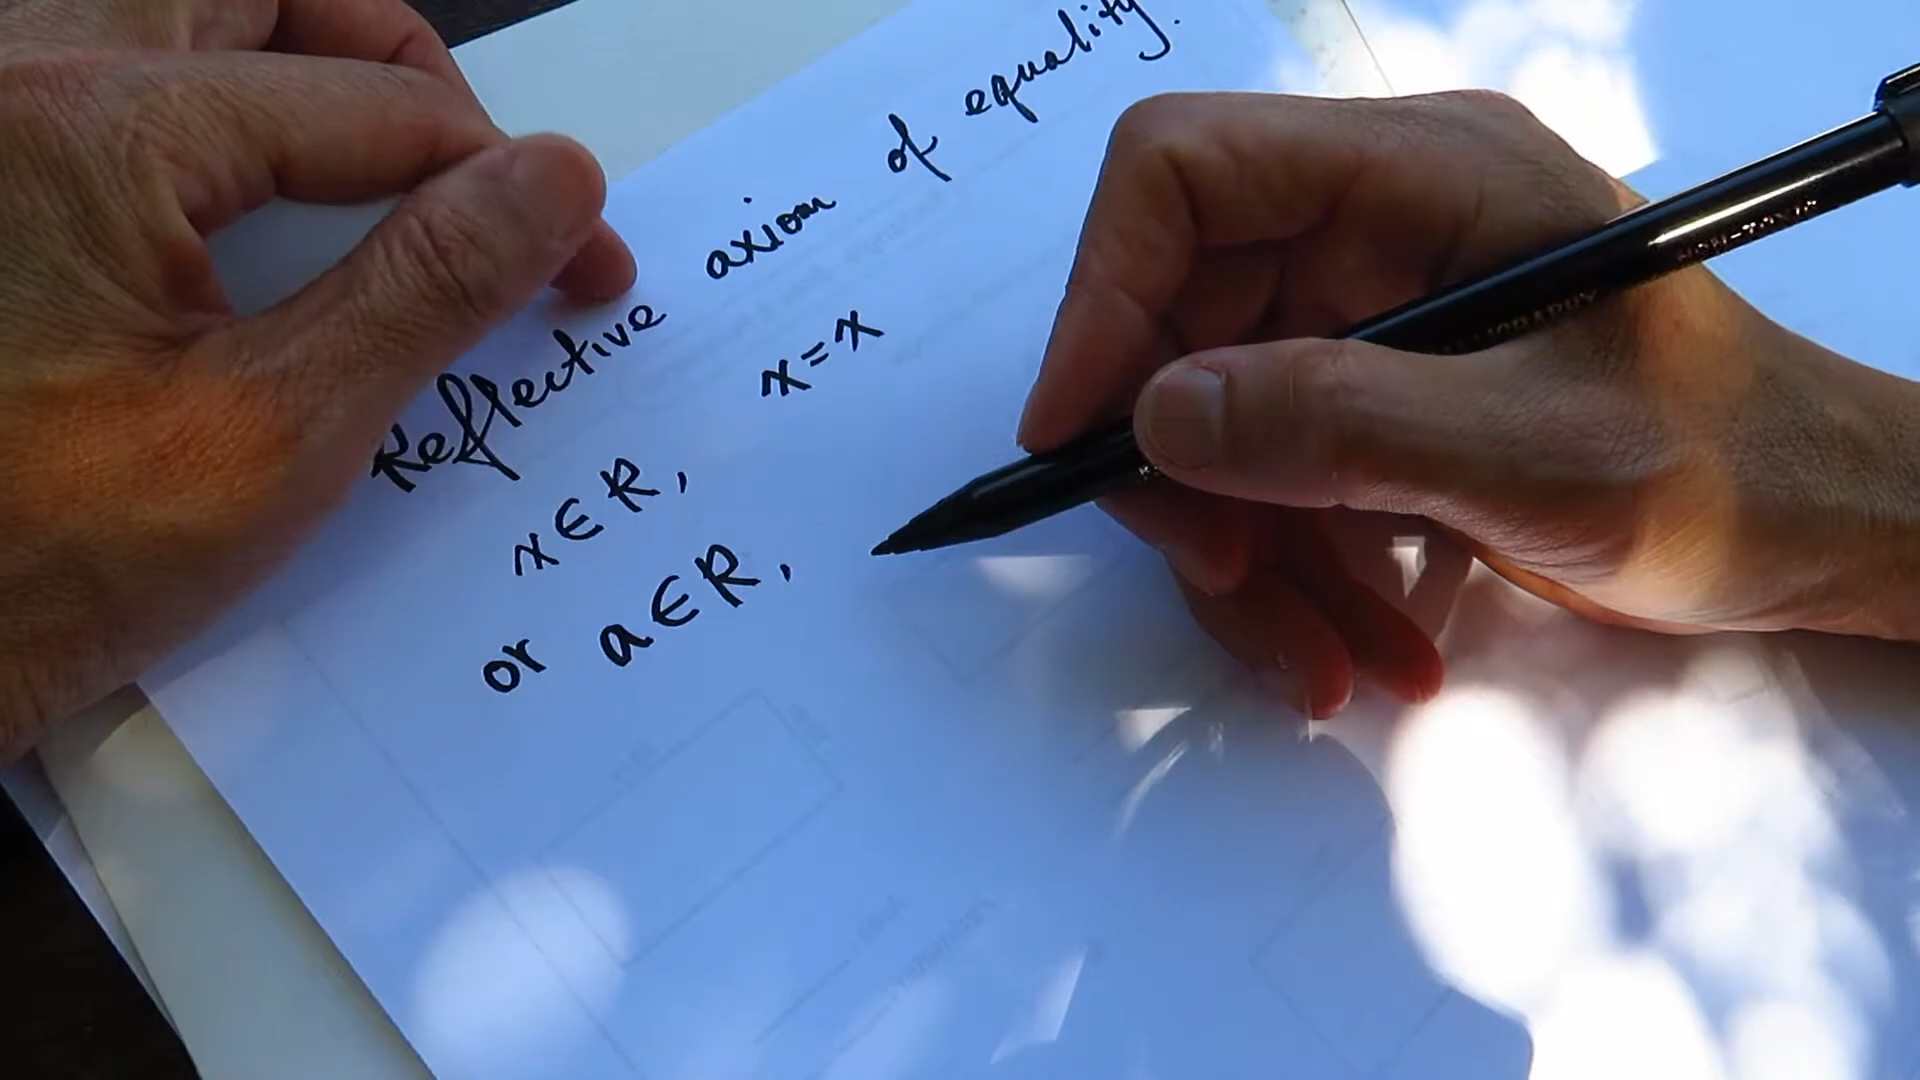 Reflective axiom of equality.
x∈R, x=x
or a∈R,